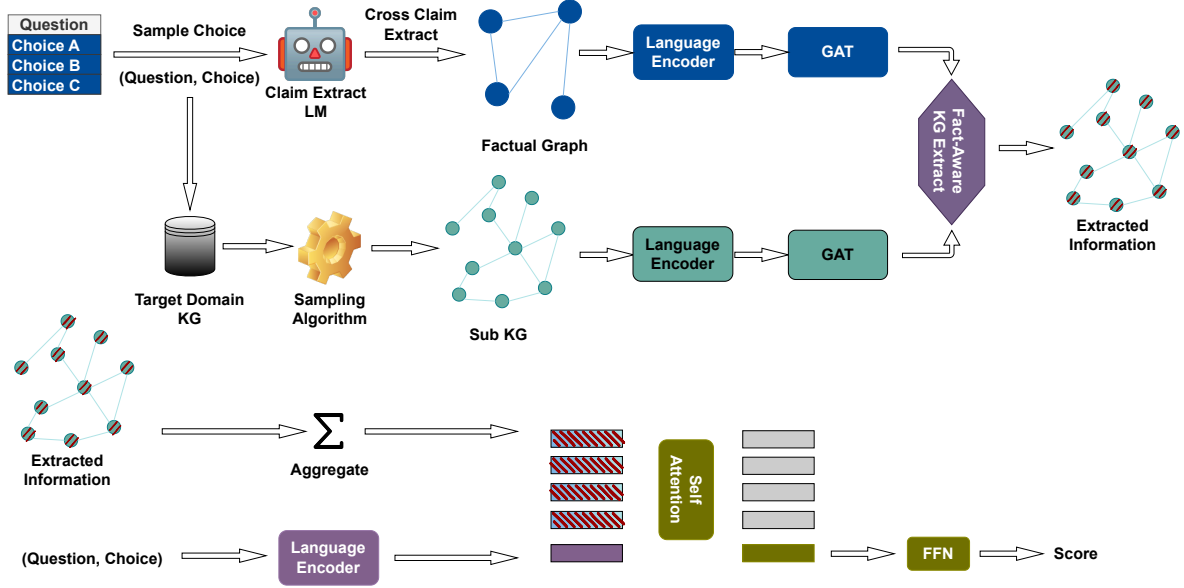 Question
Choice A
Choice B
Choice C
Sample Choice
(Question, Choice)
Claim Extract
LM
Cross Claim
Extract
Factual Graph
Language
Encoder
GAT
Fact-Aware
KG Extract
Extracted
Information
Target Domain
KG
Sampling
Algorithm
Sub KG
Language
Encoder
GAT
Extracted
Information
Σ
Aggregate
Self
Attention
(Question, Choice)
Language
Encoder
FFN
Score